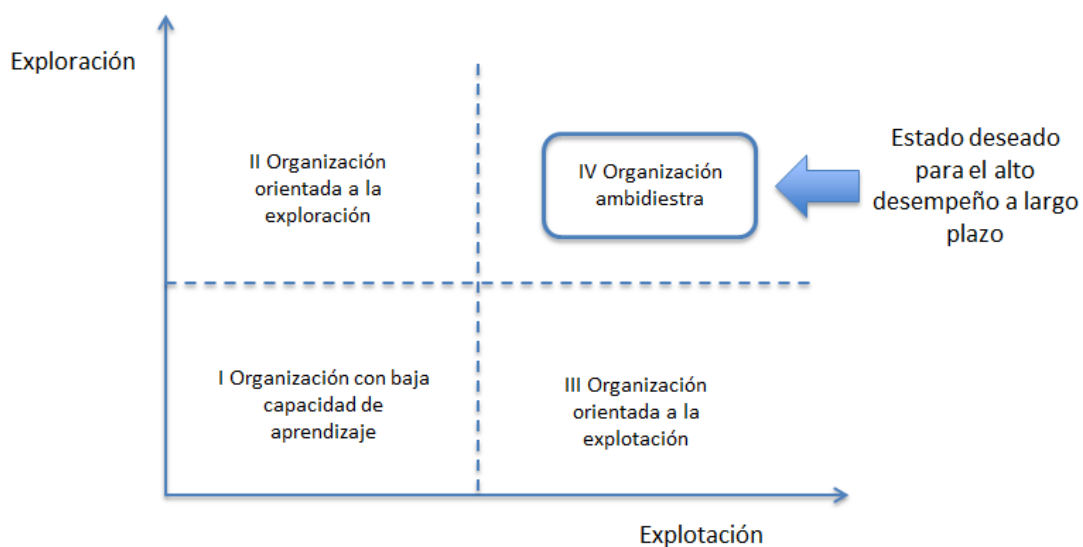 Exploración
II Organización
orientada a la
exploración
IV Organización
ambidiestra
Estado deseado
para el alto
desempeño a largo
plazo
I Organización con baja
capacidad de
aprendizaje
III Organización
orientada a la
explotación
Explotación